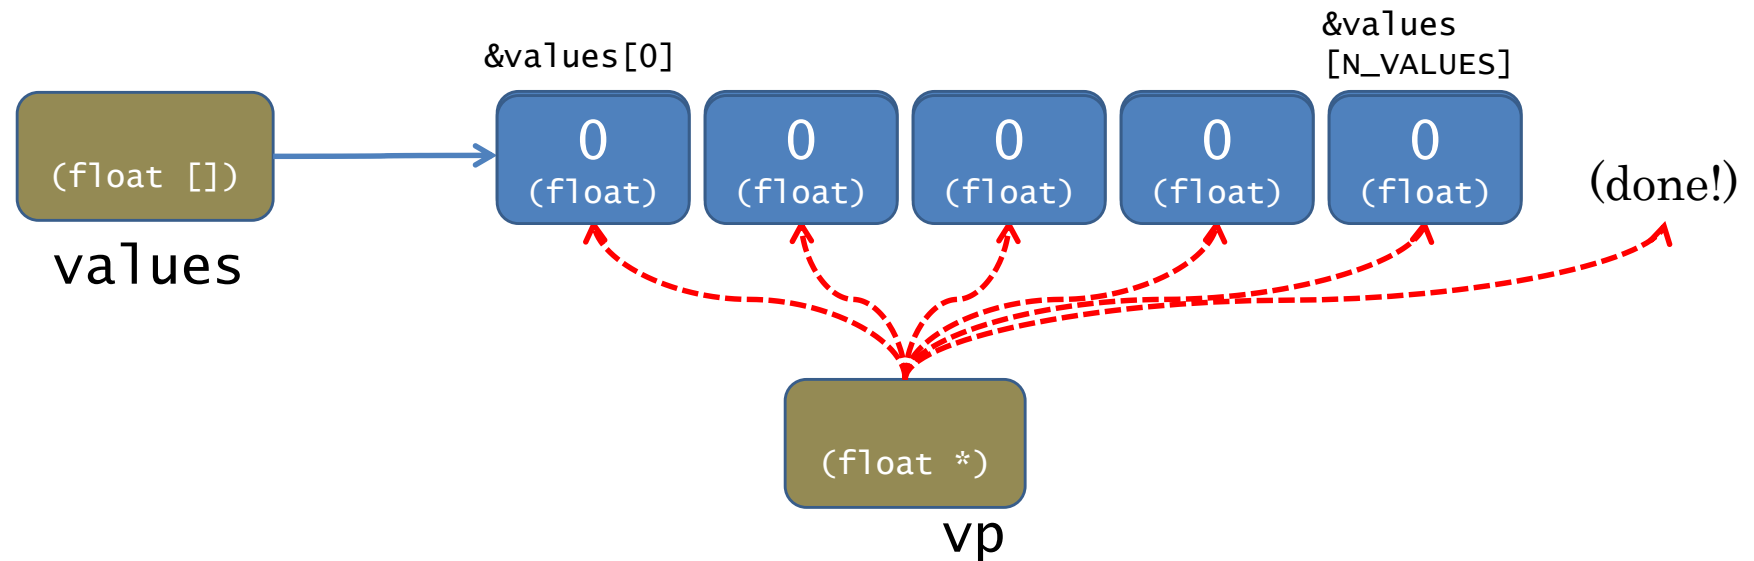 &values[0]
&values
[N_VALUES]
(float [])
values
0
(float)
0
(float)
0
(float)
0
(float)
0
(float)
(done!)
(float *)
vp